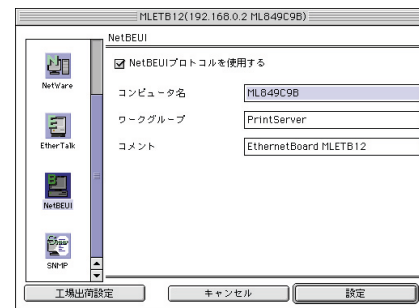 MLETB12(192.168.0.2 ML849C9B)
NetBEUI
NetBEUIプロトコルを使用する
NetWare
コンピュータ名
ML849C9B
ワークグループ
PrintServer
EtherTalk
コメント
EthernetBoard MLETB12
NetBEUI
SNMP
工場出荷設定
キャンセル
設定